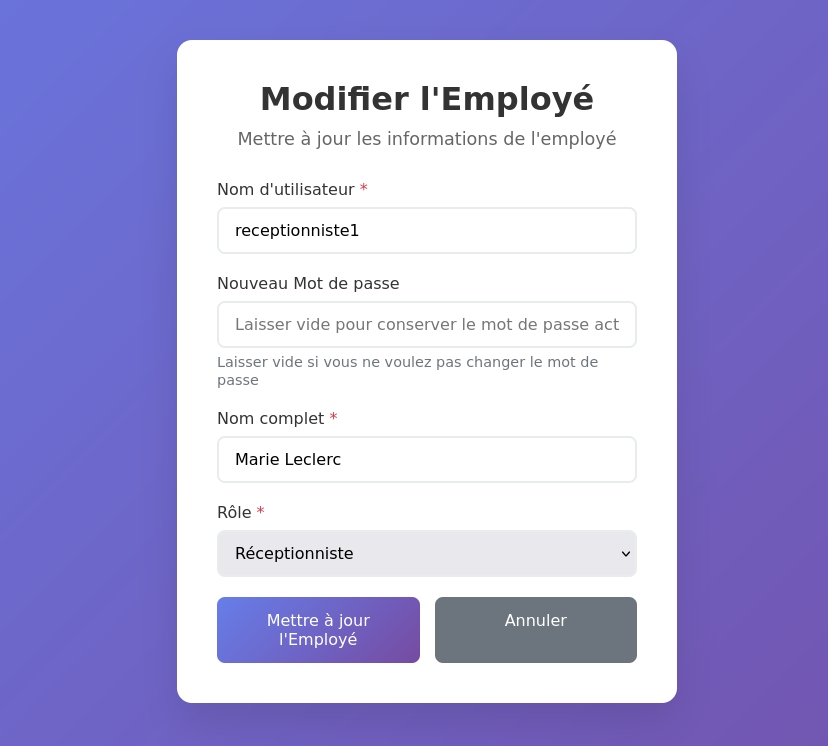 Modifier l'Employé
Mettre à jour les informations de l'employé
Nom d'utilisateur *
receptionniste1
Nouveau Mot de passe
Laisser vide pour conserver le mot de passe act
Laisser vide si vous ne voulez pas changer le mot de
passe
Nom complet *
Marie Leclerc
Rôle *
Réceptionniste
Mettre à jour
l'Employé
Annuler